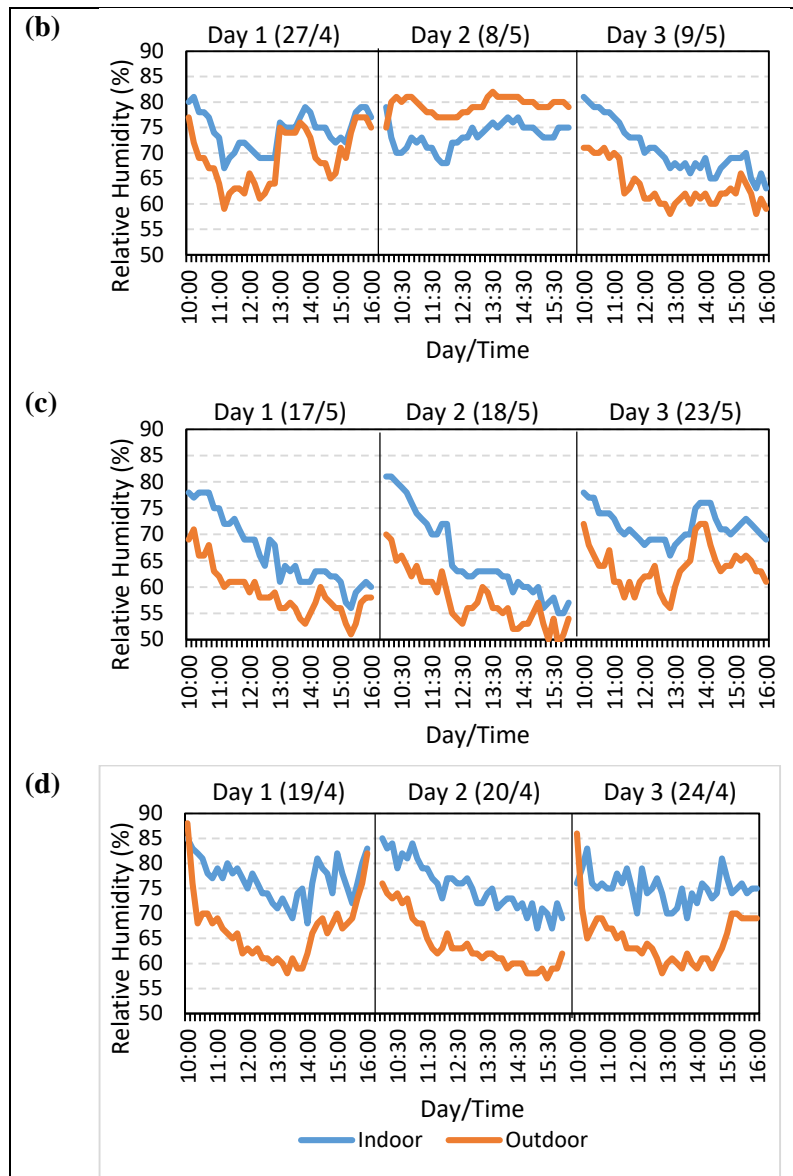 (b)
Day 1 (27/4) Day 2 (8/5) Day 3 (9/5)
Relative Humidity (%)
90
85
80
75
70
65
60
55
50
10:00 11:00 12:00 13:00 14:00 15:00 16:00 10:30 11:30 12:30 13:30 14:30 15:30 10:00 11:00 12:00 13:00 14:00 15:00 16:00
Day/Time
(c)
Day 1 (17/5) Day 2 (18/5) Day 3 (23/5)
Relative Humidity (%)
90
85
80
75
70
65
60
55
50
10:00 11:00 12:00 13:00 14:00 15:00 16:00 10:30 11:30 12:30 13:30 14:30 15:30 10:00 11:00 12:00 13:00 14:00 15:00 16:00
Day/Time
(d)
Day 1 (19/4) Day 2 (20/4) Day 3 (24/4)
Relative Humidity (%)
90
85
80
75
70
65
60
55
50
10:00 11:00 12:00 13:00 14:00 15:00 16:00 10:30 11:30 12:30 13:30 14:30 15:30 10:00 11:00 12:00 13:00 14:00 15:00 16:00
Day/Time
Indoor Outdoor